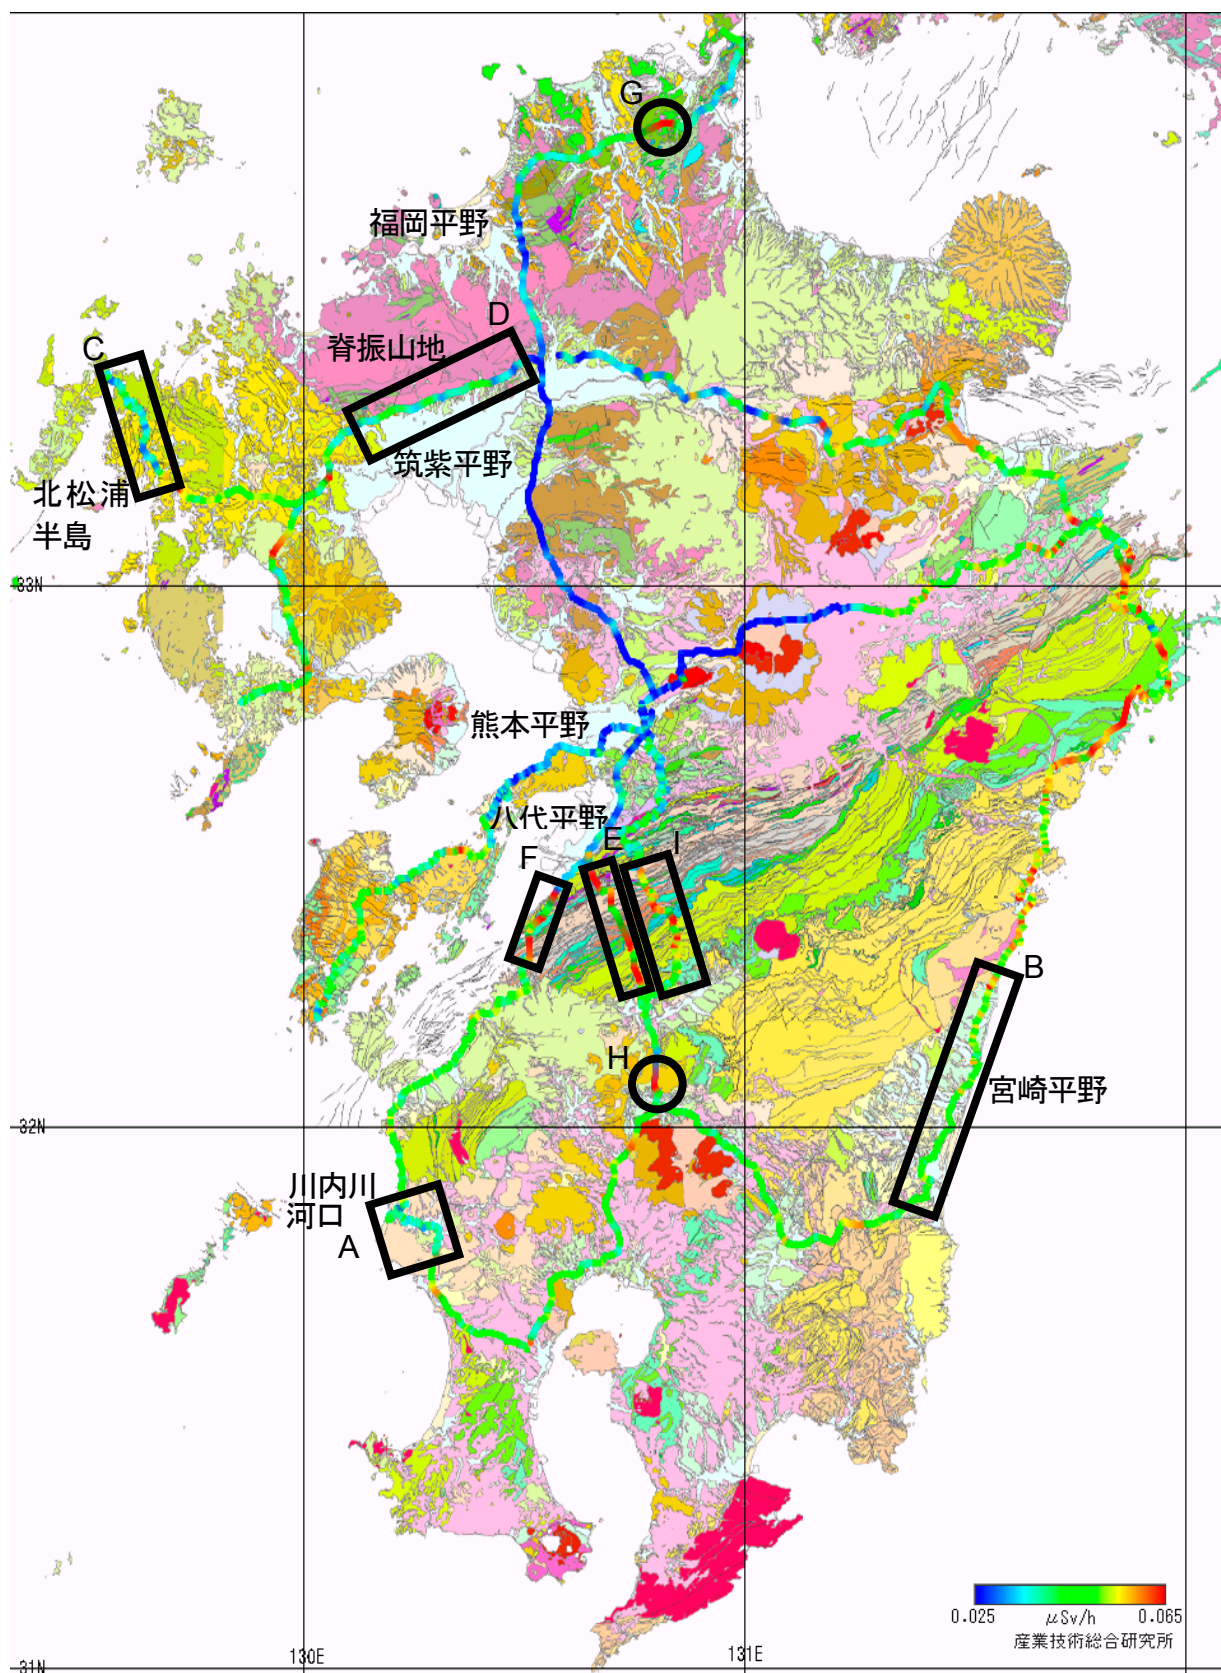 G
福岡平野
D
脊振山地
C
筑紫平野
北松浦
半島
33N
熊本平野
八代平野
E
I
F
B
H
宮崎平野
32N
川内川
河口
A
0.025 μSv/h 0.065
産業技術総合研究所
130E
131E
31N